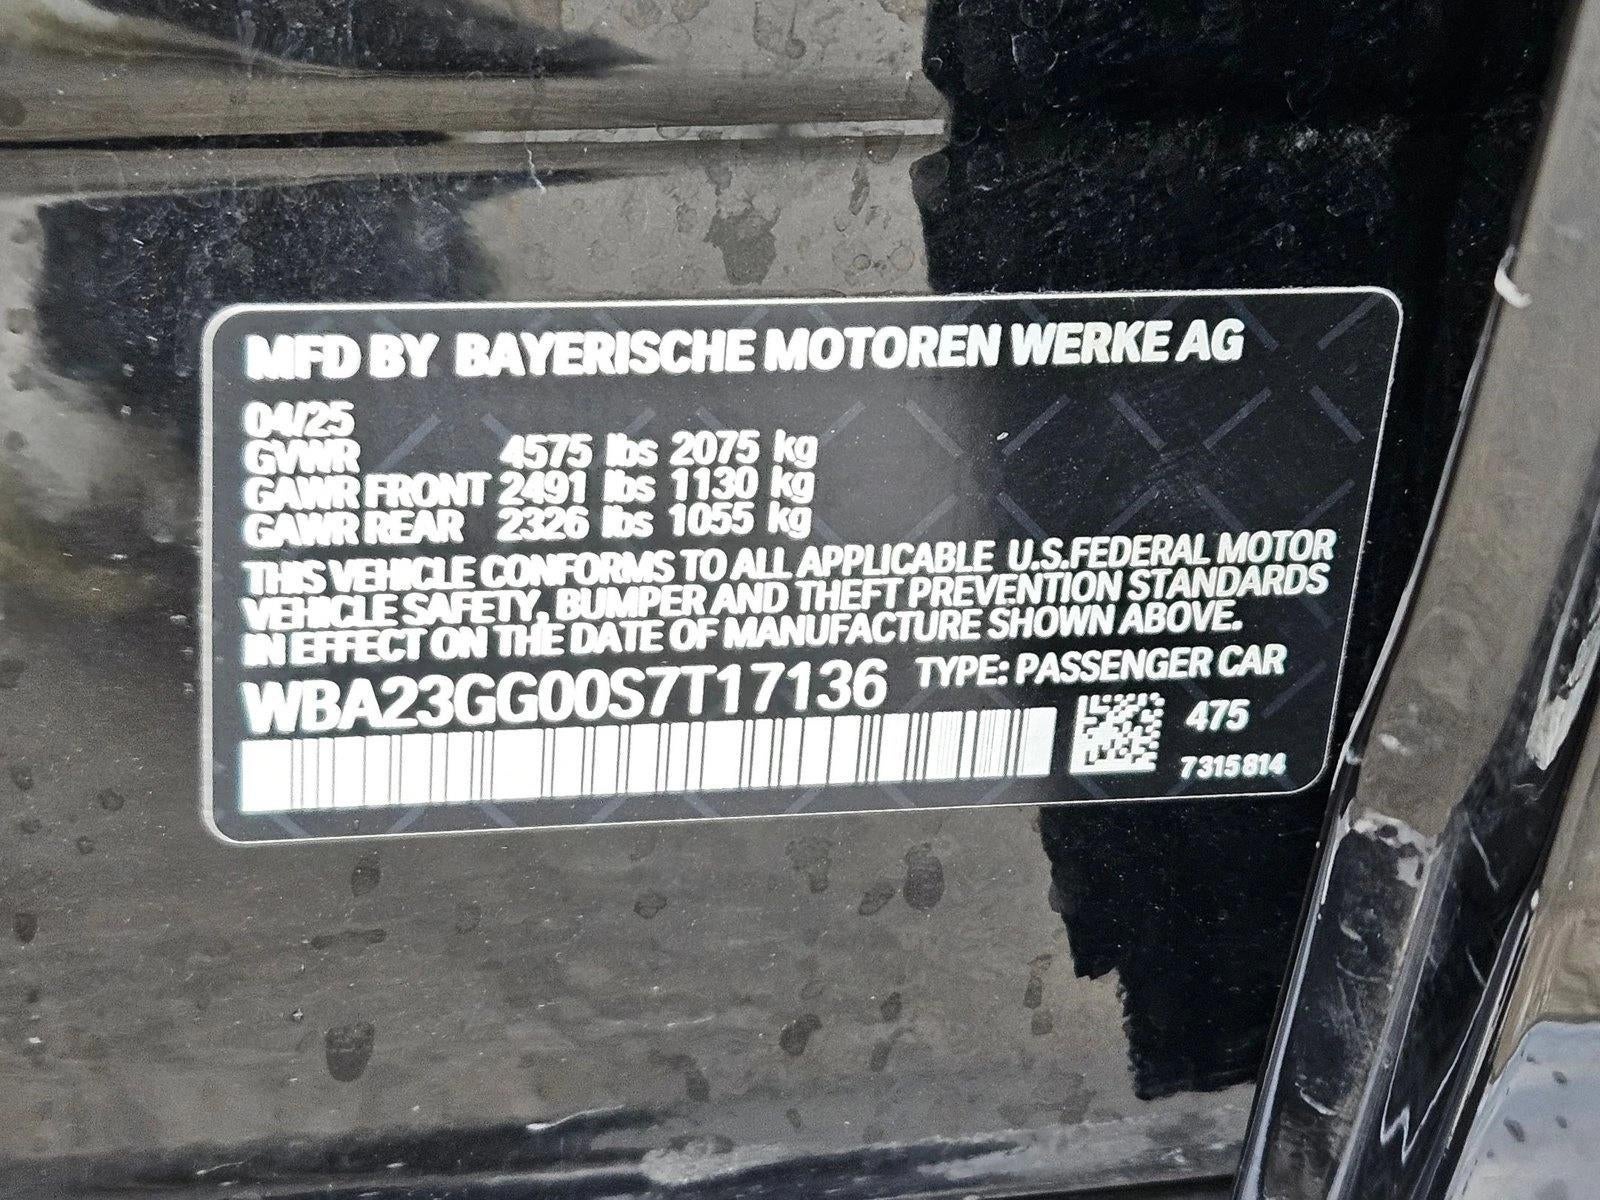 MFD BY BAYERISCHE MOTOREN WERKE AG
04/25
GVWR 4575 lbs 2075 kg
GAWR FRONT 2491 lbs 1130 kg
GAWR REAR 2326 lbs 1055 kg
THIS VEHICLE CONFORMS TO ALL APPLICABLE U.S.FEDERAL MOTOR
VEHICLE SAFETY, BUMPER AND THEFT PREVENTION STANDARDS
IN EFFECT ON THE DATE OF MANUFACTURE SHOWN ABOVE.
WBA23GG00S7T17136 TYPE: PASSENGER CAR
475
7315814